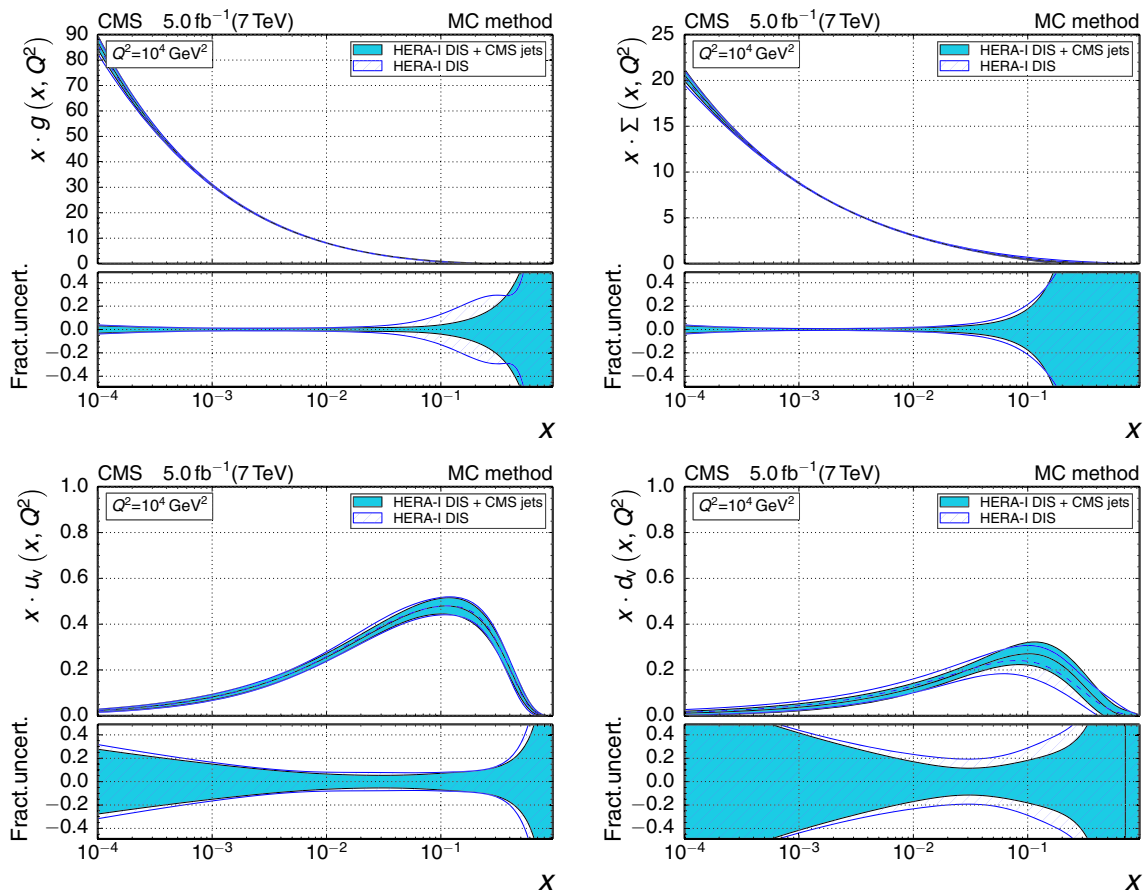 CMS 5.0 fb⁻¹(7 TeV) MC method
Q²=10⁴ GeV²
HERA-I DIS + CMS jets
HERA-I DIS
x · g (x, Q²)
90
80
70
60
50
40
30
20
10
0
Fract.uncert.
0.4
0.2
0.0
−0.2
−0.4
10⁻⁴ 10⁻³ 10⁻² 10⁻¹
x
CMS 5.0 fb⁻¹(7 TeV) MC method
Q²=10⁴ GeV²
HERA-I DIS + CMS jets
HERA-I DIS
x · Σ (x, Q²)
25
20
15
10
5
0
Fract.uncert.
0.4
0.2
0.0
−0.2
−0.4
10⁻⁴ 10⁻³ 10⁻² 10⁻¹
x
CMS 5.0 fb⁻¹(7 TeV) MC method
Q²=10⁴ GeV²
HERA-I DIS + CMS jets
HERA-I DIS
x · uᵥ (x, Q²)
1.0
0.8
0.6
0.4
0.2
0.0
Fract.uncert.
0.4
0.2
0.0
−0.2
−0.4
10⁻⁴ 10⁻³ 10⁻² 10⁻¹
x
CMS 5.0 fb⁻¹(7 TeV) MC method
Q²=10⁴ GeV²
HERA-I DIS + CMS jets
HERA-I DIS
x · dᵥ (x, Q²)
1.0
0.8
0.6
0.4
0.2
0.0
Fract.uncert.
0.4
0.2
0.0
−0.2
−0.4
10⁻⁴ 10⁻³ 10⁻² 10⁻¹
x